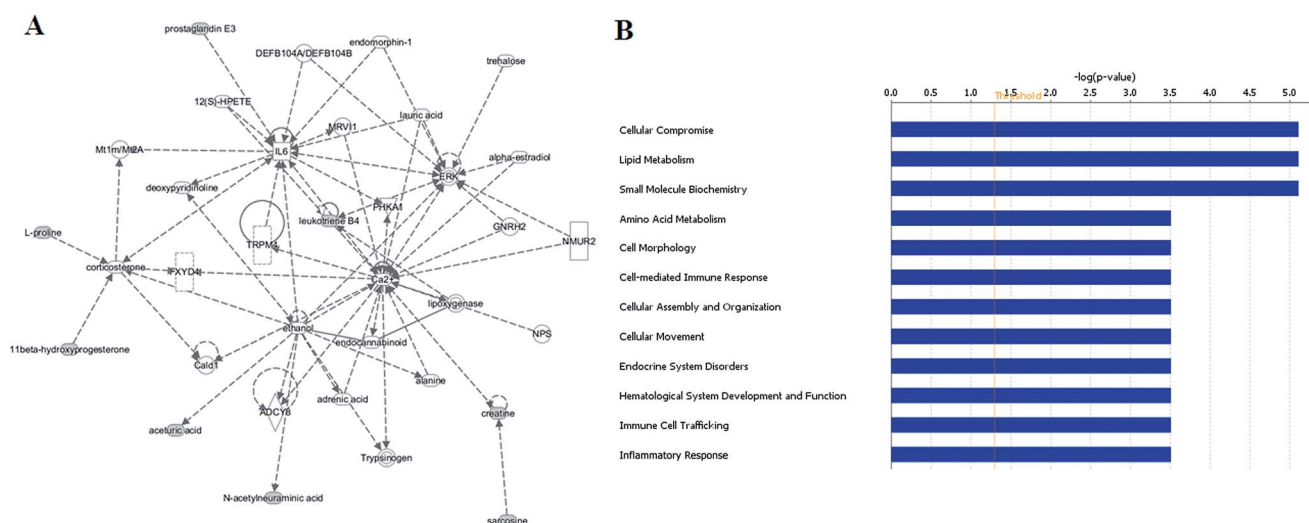 A
prostaglandin E3
DEFB104A/DEFB104B
endomorphin-1
trehalose
12(S)-HPETE
MRVI1
lauric acid
Mt1m/Mt2A
IL6
alpha-estradiol
ERK
deoxypyridinoline
PHKA1
leukotriene B4
GNRH2
L-proline
TRPM1
NMUR2
corticosterone
FXYD4
Ca2+
lipoxygenase
ethanol
NPS
endocannabinoid
11beta-hydroxyprogesterone
Cald1
alanine
adrenic acid
ADCY8
creatine
aceturic acid
Trypsinogen
N-acetylneuraminic acid
sarcosine
B
-log(p-value)
0.0 0.5 1.0 1.5 2.0 2.5 3.0 3.5 4.0 4.5 5.0
Threshold
Cellular Compromise
Lipid Metabolism
Small Molecule Biochemistry
Amino Acid Metabolism
Cell Morphology
Cell-mediated Immune Response
Cellular Assembly and Organization
Cellular Movement
Endocrine System Disorders
Hematological System Development and Function
Immune Cell Trafficking
Inflammatory Response